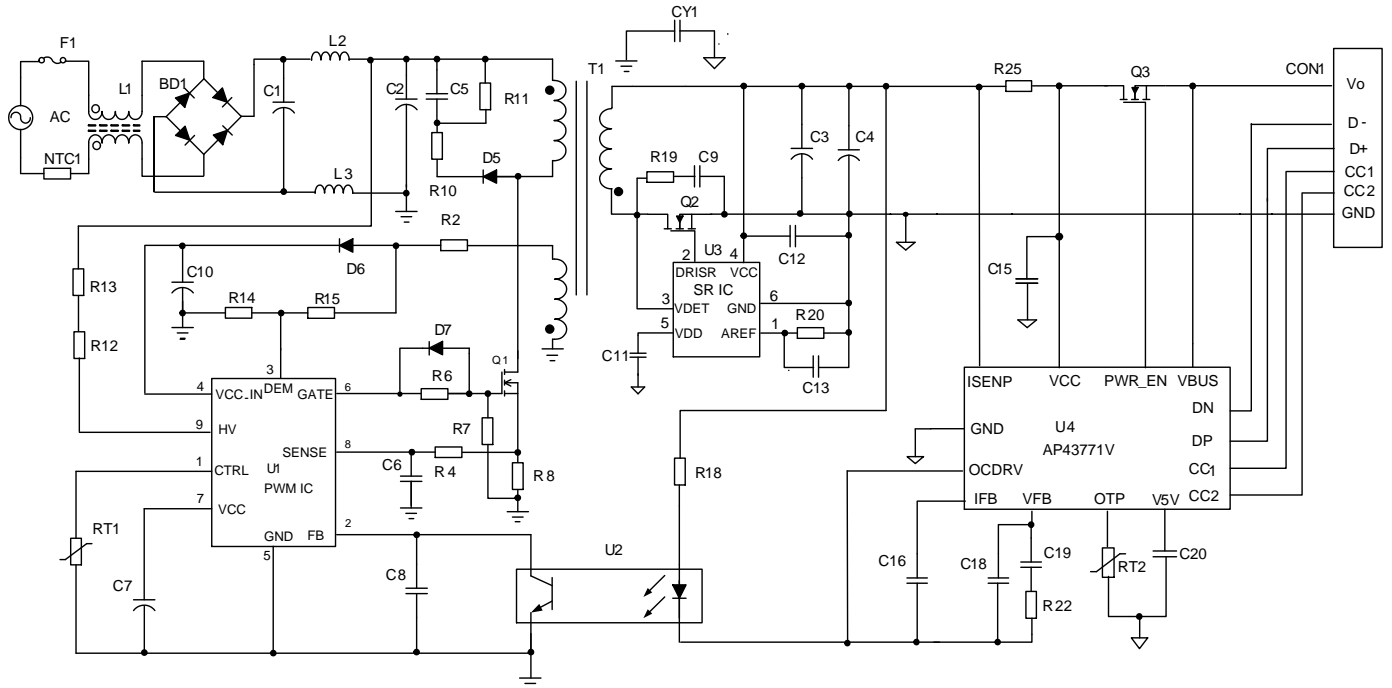 CY1
F1
L2
T1
R25
Q3
CON1
Vo
L1
BD1
C1
C2
C5
R11
AC
D -
D+
CC1
CC2
GND
C3
C4
NTC1
R19
C9
D5
L3
R10
Q2
R2
D6
U3
2
4
DRISR
VCC
SR IC
C12
C15
C10
R13
R14
R15
3
VDET
GND
6
5
VDD
AREF
1
R20
R12
D7
C11
C13
Q1
3
DEM
4
VCC_IN
GATE
6
R6
ISENP
VCC
PWR_EN
VBUS
9
HV
R7
DN
GND
U4
AP43771V
DP
SENSE
8
C6
R 4
R 8
1
CTRL
U1
PWM IC
R18
OCDRV
CC1
CC2
7
VCC
IFB
VFB
OTP
V5V
RT1
GND
FB
2
5
U2
C7
C8
C16
C18
C19
RT2
C20
R 22